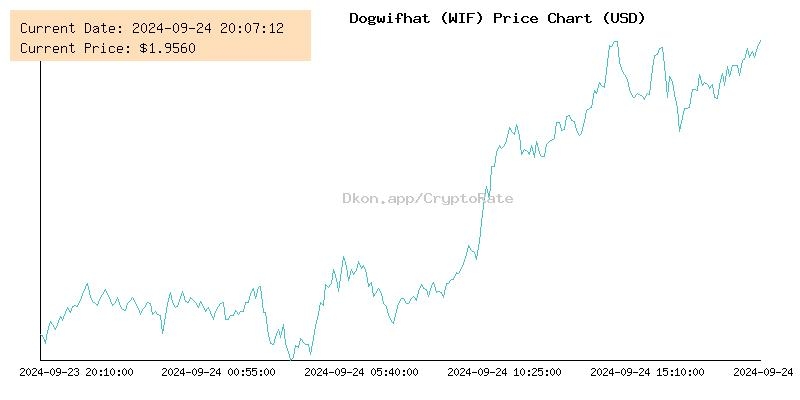 Dogwifhat (WIF) Price Chart (USD)
Current Date: 2024-09-24 20:07:12
Current Price: $1.9560
Dkon.app/CryptoRate
2024-09-23 20:10:00 2024-09-24 00:55:00 2024-09-24 05:40:00 2024-09-24 10:25:00 2024-09-24 15:10:00 2024-09-24